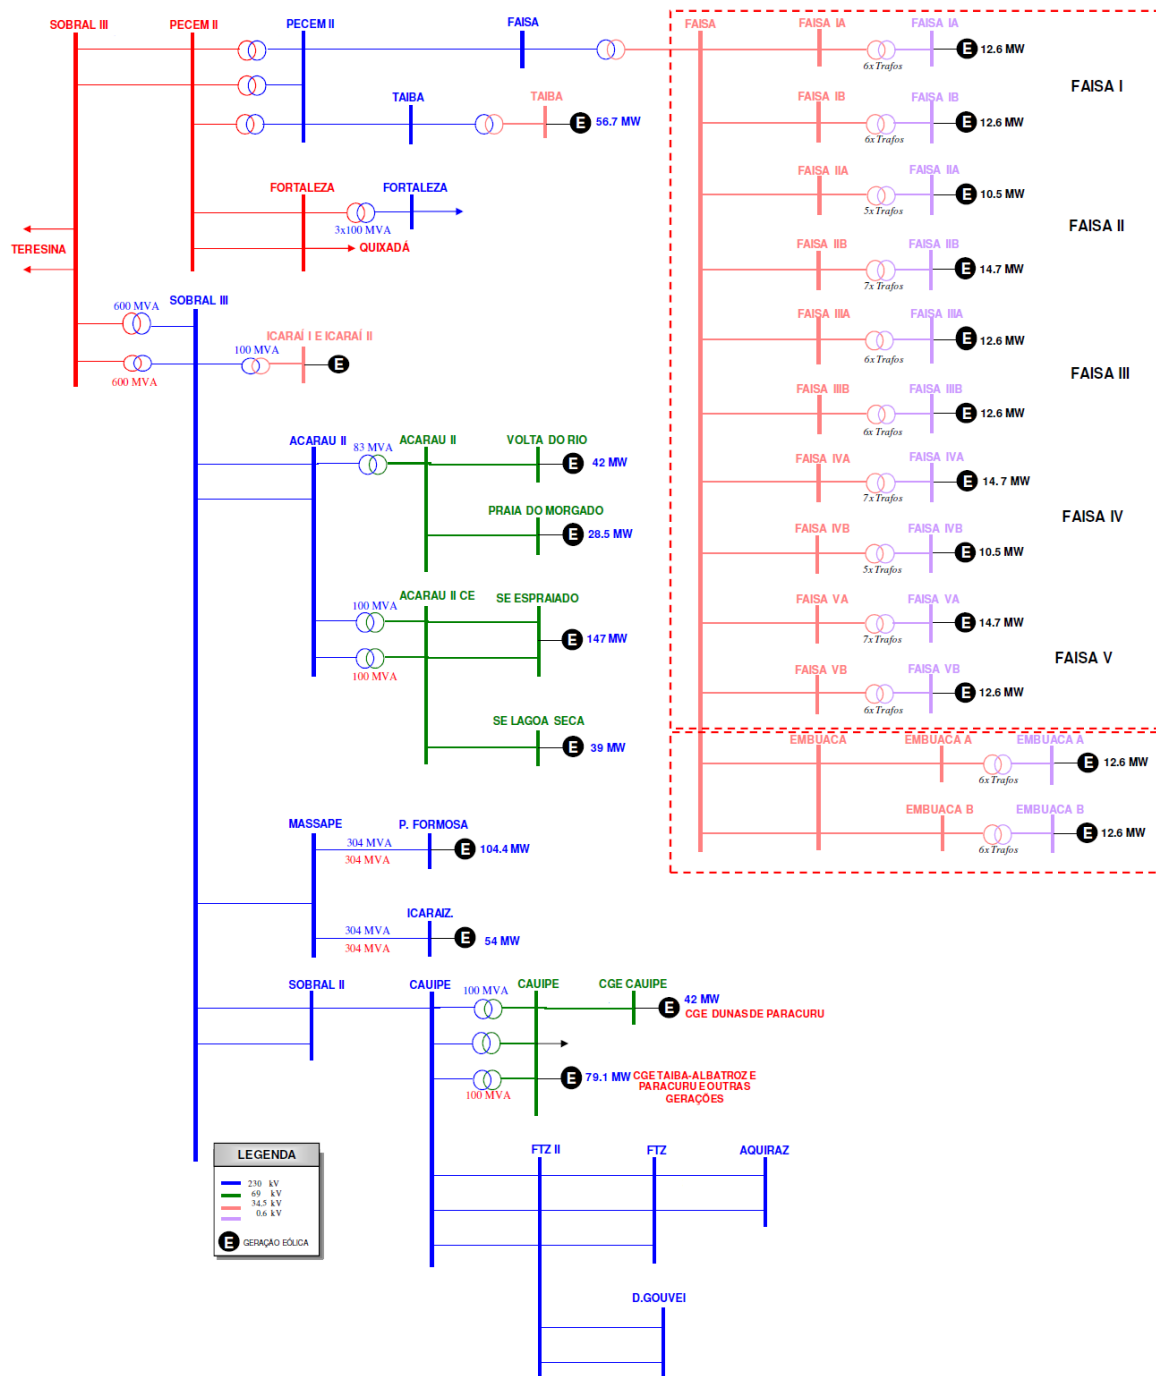 SOBRAL III
PECEM II
PECEM II
FAISA
FAISA
FAISA IA
FAISA IA
E
12.6 MW
6x Trafos
FAISA I
TAIBA
TAIBA
E
56.7 MW
FAISA IB
FAISA IB
E
12.6 MW
6x Trafos
FORTALEZA
FORTALEZA
3x100 MVA
QUIXADÁ
TERESINA
FAISA IIA
FAISA IIA
E
10.5 MW
5x Trafos
FAISA II
FAISA IIB
FAISA IIB
E
14.7 MW
7x Trafos
SOBRAL III
600 MVA
600 MVA
100 MVA
ICARAÍ I E ICARAÍ II
E
FAISA IIIA
FAISA IIIA
E
12.6 MW
6x Trafos
FAISA III
FAISA IIIB
FAISA IIIB
E
12.6 MW
6x Trafos
ACARAU II
83 MVA
ACARAU II
VOLTA DO RIO
E
42 MW
PRAIA DO MORGADO
E
28.5 MW
FAISA IVA
FAISA IVA
E
14.7 MW
7x Trafos
FAISA IV
FAISA IVB
FAISA IVB
E
10.5 MW
5x Trafos
100 MVA
100 MVA
ACARAU II CE
SE ESPRAIADO
E
147 MW
SE LAGOA SECA
E
39 MW
FAISA VA
FAISA VA
E
14.7 MW
7x Trafos
FAISA V
FAISA VB
FAISA VB
E
12.6 MW
6x Trafos
EMBUACA
EMBUACA A
EMBUACA A
E
12.6 MW
6x Trafos
EMBUACA B
EMBUACA B
E
12.6 MW
6x Trafos
MASSAPE
P. FORMOSA
304 MVA
304 MVA
E
104.4 MW
ICARAIZ.
304 MVA
304 MVA
E
54 MW
SOBRAL II
CAUIPE
100 MVA
CAUIPE
CGE CAUIPE
E
42 MW
CGE DUNAS DE PARACURU
100 MVA
E
79.1 MW
CGE TAIBA-ALBATROZ E
PARACURU E OUTRAS
GERAÇÕES
FTZ II
FTZ
AQUIRAZ
D.GOUVEI
LEGENDA
230 kV
69 kV
34,5 kV
0.6 kV
E GERAÇÃO EÓLICA